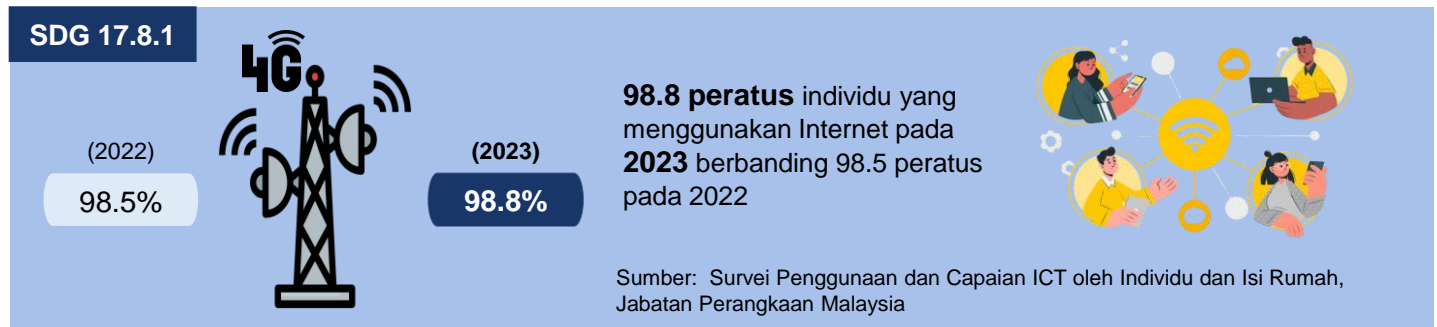 SDG 17.8.1
4G
(2022)
98.5%
(2023)
98.8%
98.8 peratus individu yang
menggunakan Internet pada
2023 berbanding 98.5 peratus
pada 2022
Sumber: Survei Penggunaan dan Capaian ICT oleh Individu dan Isi Rumah,
Jabatan Perangkaan Malaysia